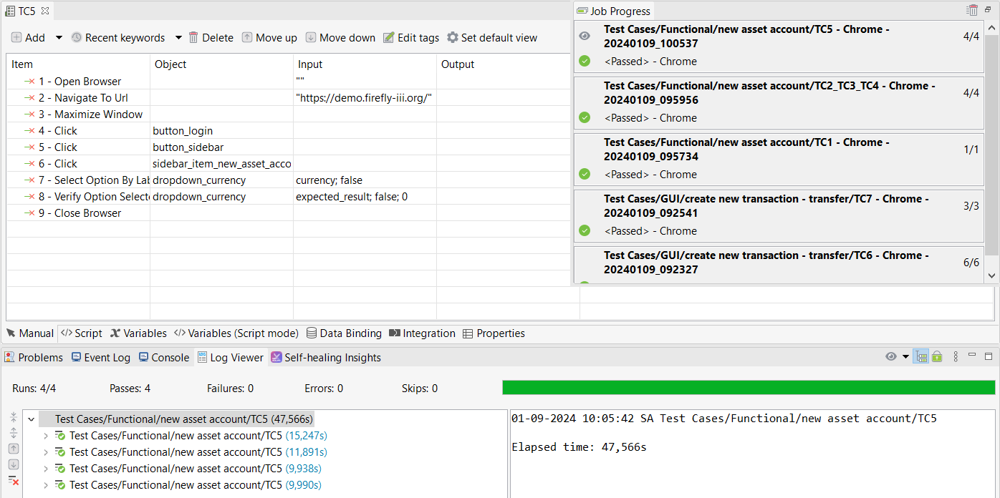 TC5
Add Recent keywords Delete Move up Move down Edit tags Set default view
Item Object Input Output
1 - Open Browser ""
2 - Navigate To Url "https://demo.firefly-iii.org/"
3 - Maximize Window
4 - Click button_login
5 - Click button_sidebar
6 - Click sidebar_item_new_asset_acco
7 - Select Option By Lab dropdown_currency currency; false
8 - Verify Option Selecte dropdown_currency expected_result; false; 0
9 - Close Browser
Job Progress
Test Cases/Functional/new asset account/TC5 - Chrome -
20240109_100537
4/4
<Passed> - Chrome
Test Cases/Functional/new asset account/TC2_TC3_TC4 - Chrome -
20240109_095956
4/4
<Passed> - Chrome
Test Cases/Functional/new asset account/TC1 - Chrome -
20240109_095734
1/1
<Passed> - Chrome
Test Cases/GUI/create new transaction - transfer/TC7 - Chrome -
20240109_092541
3/3
<Passed> - Chrome
Test Cases/GUI/create new transaction - transfer/TC6 - Chrome -
20240109_092327
6/6
Manual Script Variables Variables (Script mode) Data Binding Integration Properties
Problems Event Log Console Log Viewer Self-healing Insights
Runs: 4/4 Passes: 4 Failures: 0 Errors: 0 Skips: 0
Test Cases/Functional/new asset account/TC5 (47,566s)
Test Cases/Functional/new asset account/TC5 (15,247s)
Test Cases/Functional/new asset account/TC5 (11,891s)
Test Cases/Functional/new asset account/TC5 (9,938s)
Test Cases/Functional/new asset account/TC5 (9,990s)
01-09-2024 10:05:42 SA Test Cases/Functional/new asset account/TC5
Elapsed time: 47,566s